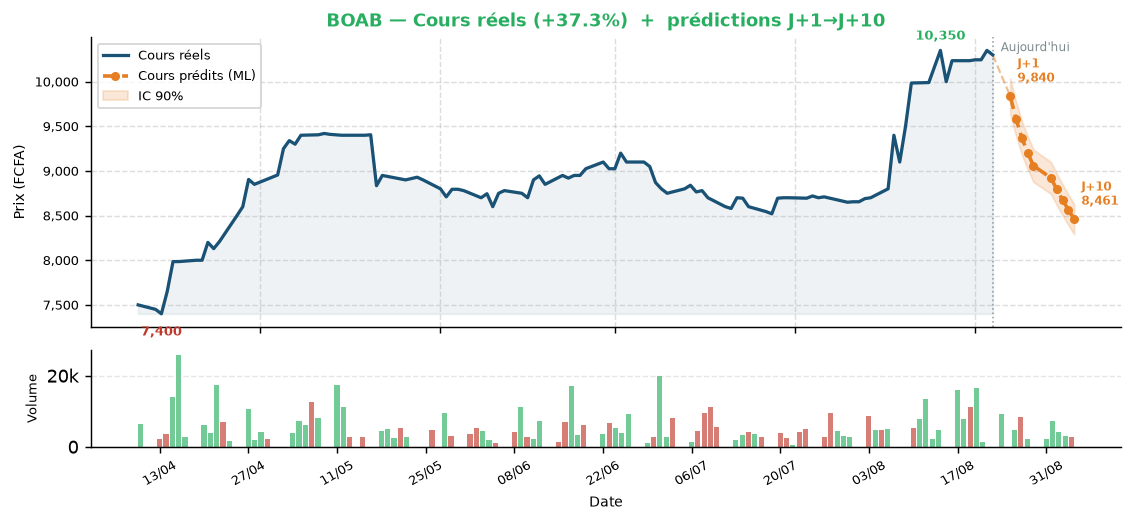 BOAB — Cours réels (+37.3%)  +  prédictions J+1→J+10
Prix (FCFA)
10,000
9,500
9,000
8,500
8,000
7,500
Cours réels
Cours prédits (ML)
IC 90%
10,350
Aujourd'hui
J+1
9,840
J+10
8,461
7,400
Volume
20k
0
13/04
27/04
11/05
25/05
08/06
22/06
06/07
20/07
03/08
17/08
31/08
Date